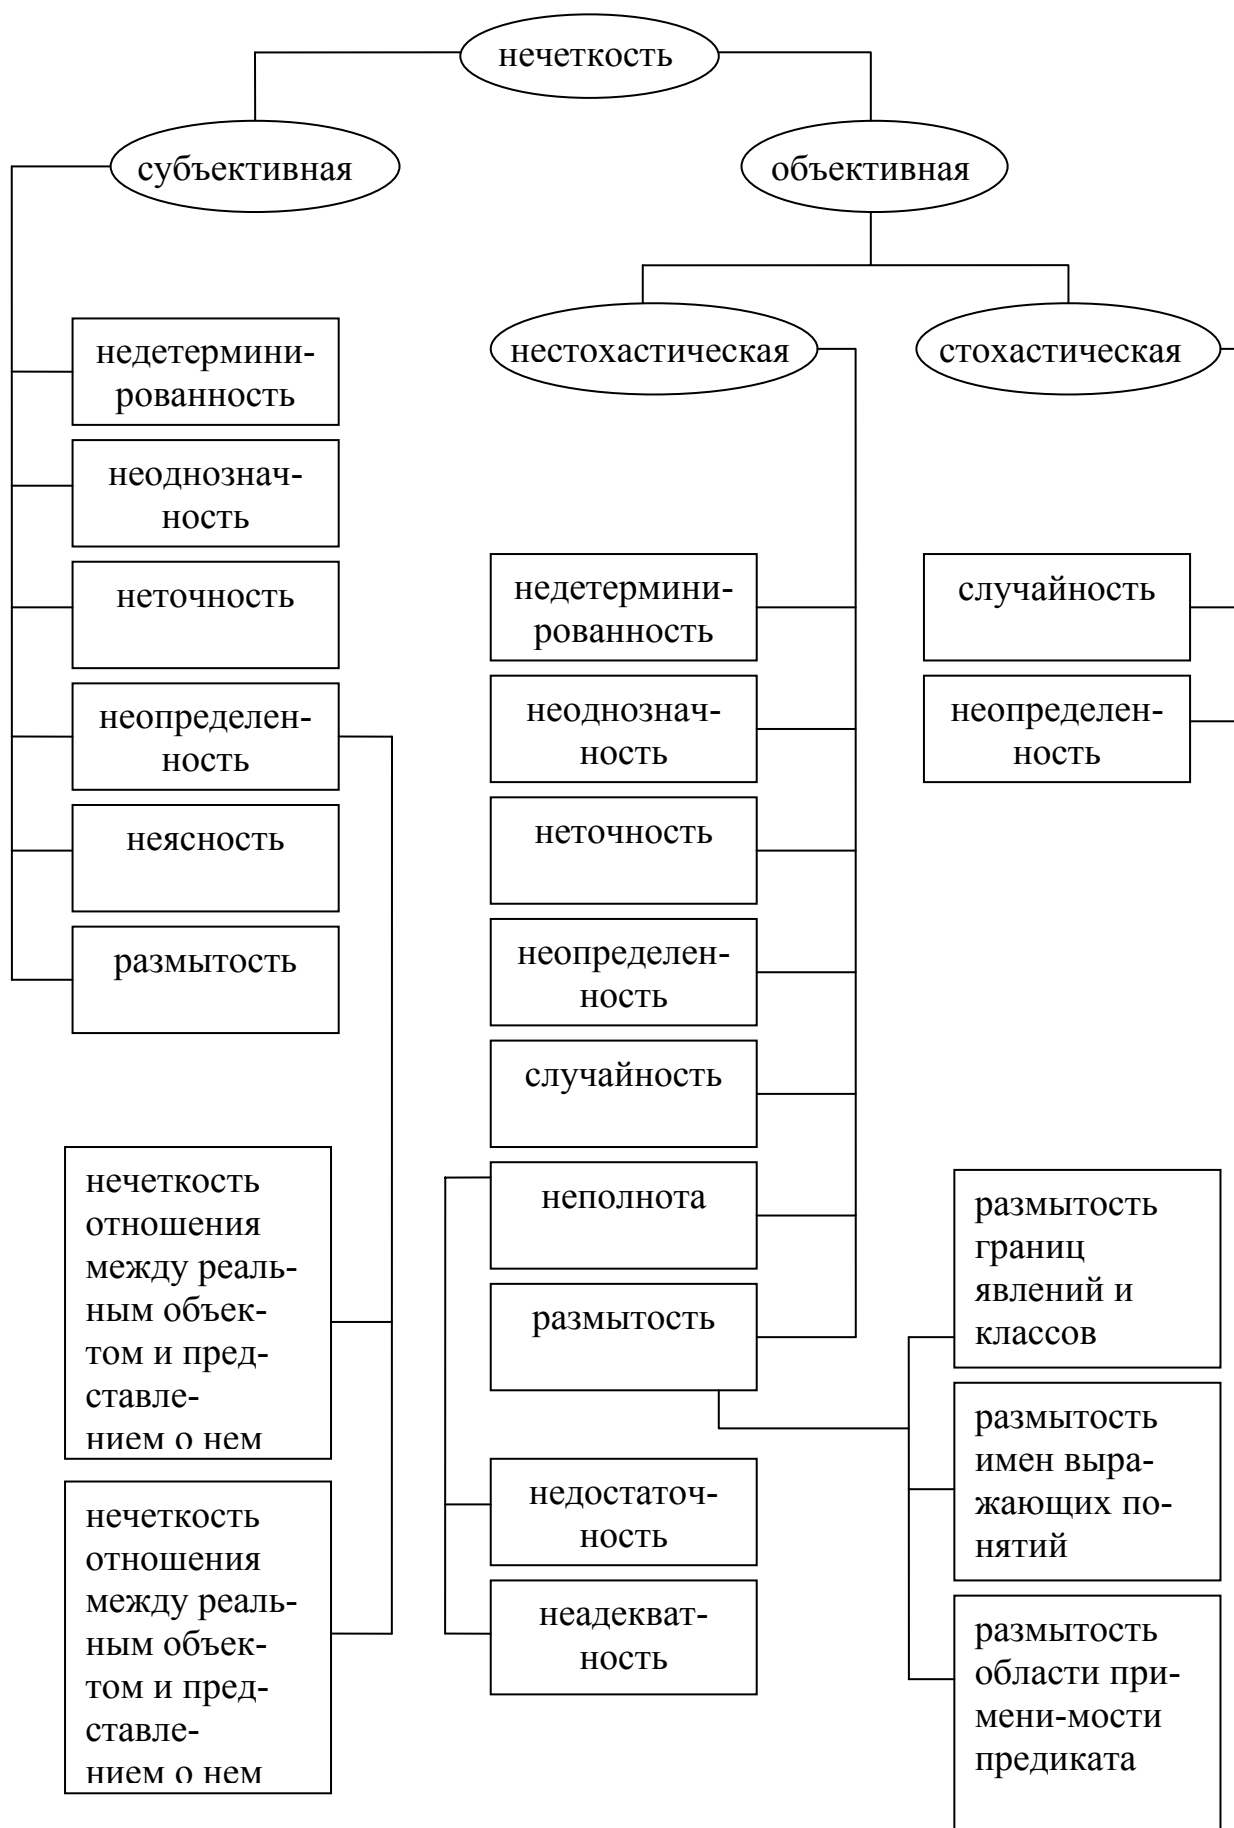 нечеткость
субъективная
объективная
нестохастическая
стохастическая
недетермини-
рованность
неоднознач-
ность
неточность
неопределен-
ность
неясность
размытость
нечеткость
отношения
между реаль-
ным объек-
том и пред-
ставле-
нием о нем
нечеткость
отношения
между реаль-
ным объек-
том и пред-
ставле-
нием о нем
недетермини-
рованность
неоднознач-
ность
неточность
неопределен-
ность
случайность
неполнота
размытость
недостаточ-
ность
неадекват-
ность
случайность
неопределен-
ность
размытость
границ
явлений и
классов
размытость
имен выра-
жающих по-
нятий
размытость
области при-
мени-мости
предиката